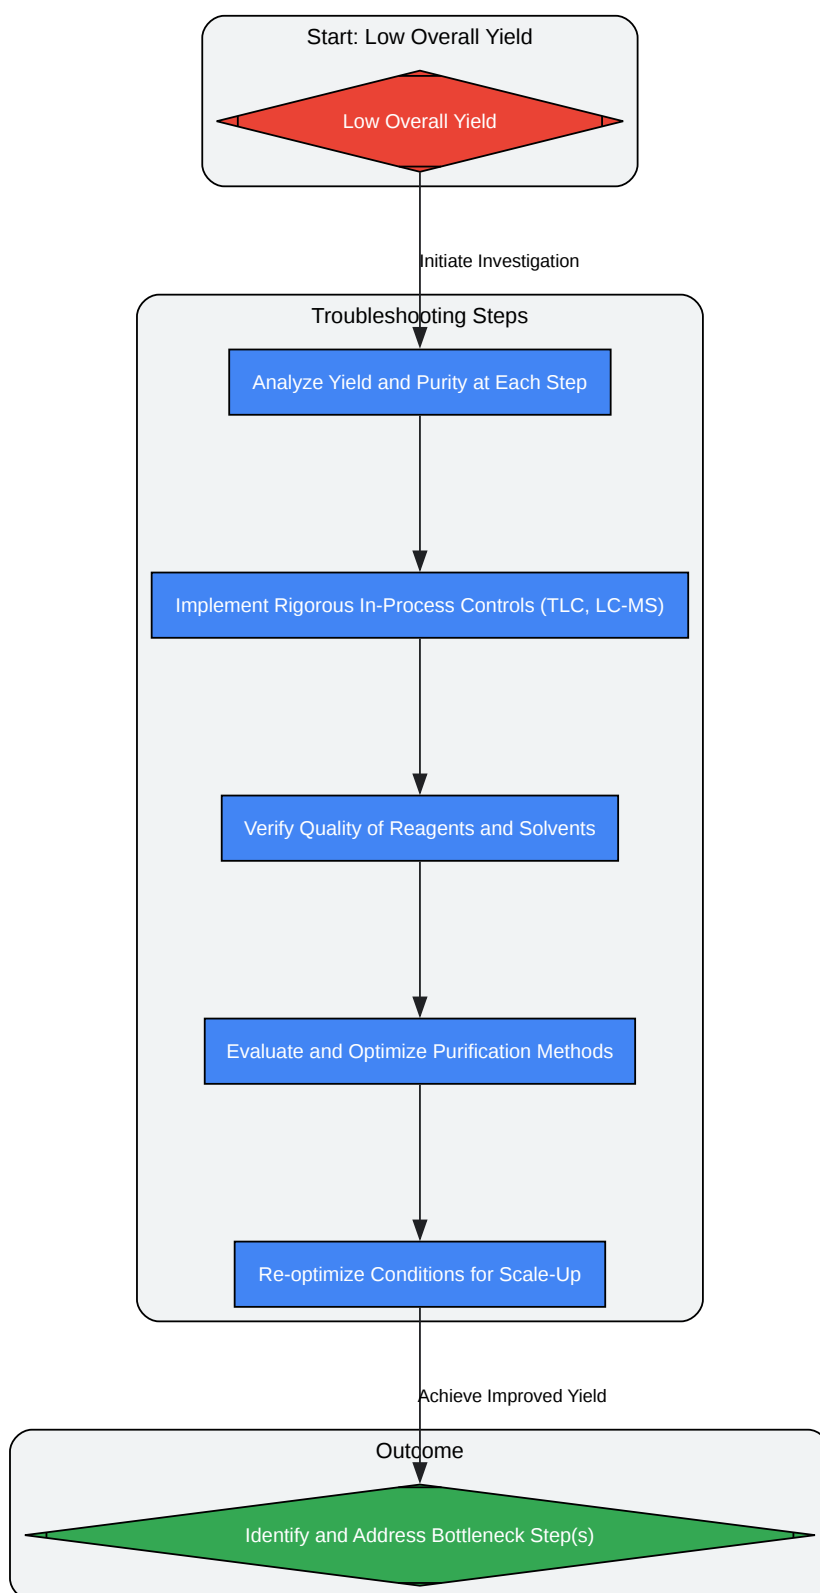 Start: Low Overall Yield
Low Overall Yield
Initiate Investigation
Troubleshooting Steps
Analyze Yield and Purity at Each Step
Implement Rigorous In-Process Controls (TLC, LC-MS)
Verify Quality of Reagents and Solvents
Evaluate and Optimize Purification Methods
Re-optimize Conditions for Scale-Up
Achieve Improved Yield
Outcome
Identify and Address Bottleneck Step(s)